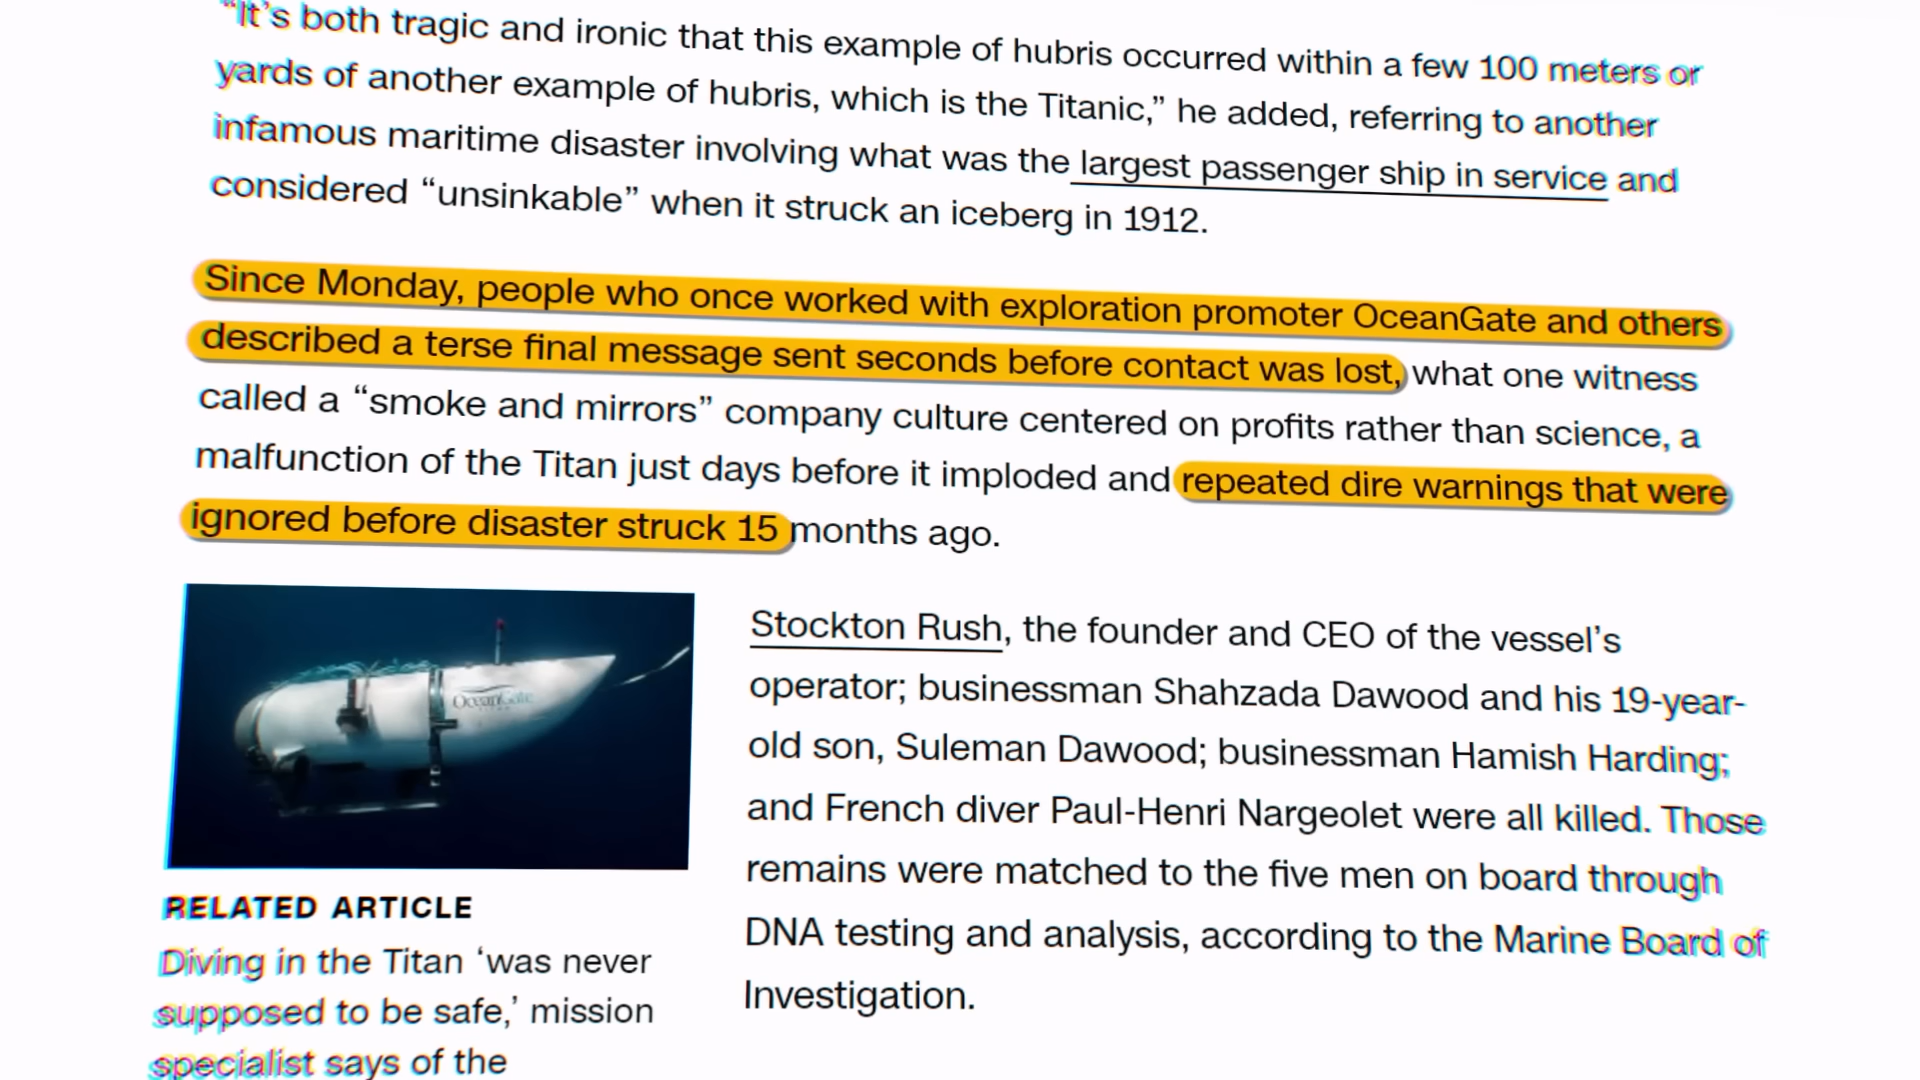 “It’s both tragic and ironic that this example of hubris occurred within a few 100 meters or
yards of another example of hubris, which is the Titanic,” he added, referring to another
infamous maritime disaster involving what was the largest passenger ship in service and
considered “unsinkable” when it struck an iceberg in 1912.
Since Monday, people who once worked with exploration promoter OceanGate and others
described a terse final message sent seconds before contact was lost, what one witness
called a “smoke and mirrors” company culture centered on profits rather than science, a
malfunction of the Titan just days before it imploded and repeated dire warnings that were
ignored before disaster struck 15 months ago.
OceanGate
RELATED ARTICLE
Diving in the Titan ‘was never
supposed to be safe,’ mission
specialist says of the
Stockton Rush, the founder and CEO of the vessel’s
operator; businessman Shahzada Dawood and his 19-year-
old son, Suleman Dawood; businessman Hamish Harding;
and French diver Paul-Henri Nargeolet were all killed. Those
remains were matched to the five men on board through
DNA testing and analysis, according to the Marine Board of
Investigation.